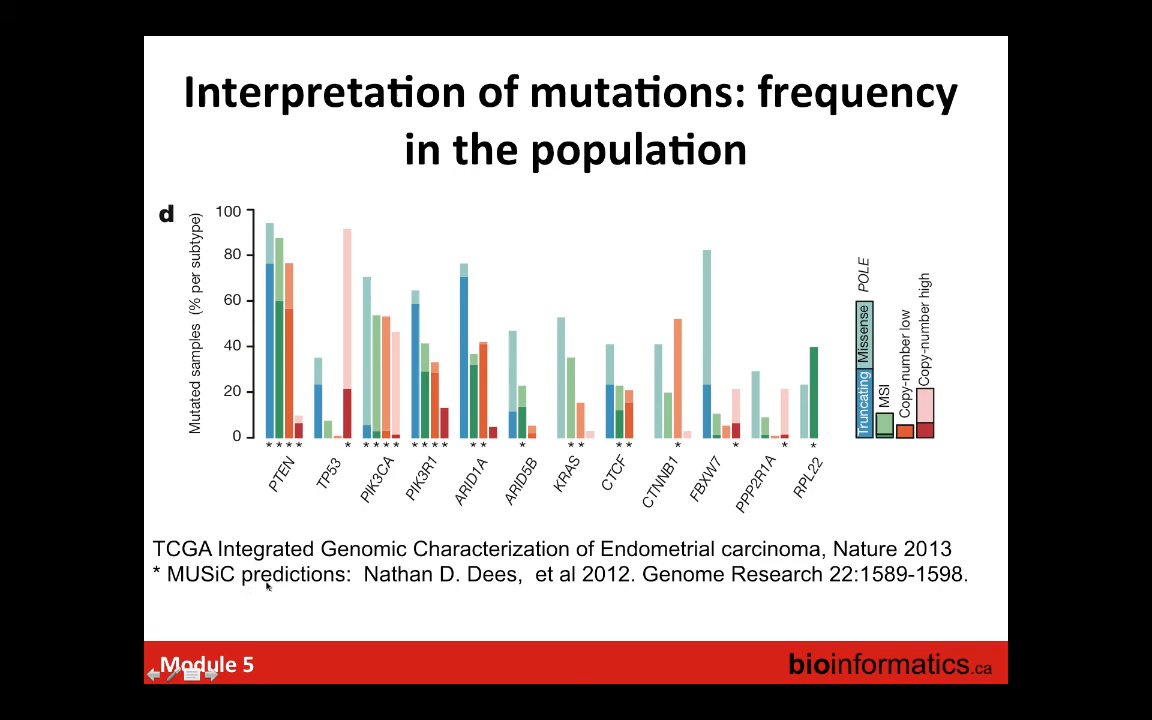 Interpretation of mutations: frequency
in the population
d
Mutated samples (% per subtype)
100
80
60
40
20
0
* * * * * * * * * * * * * * * * * * * * * * * * * *
PTEN
TP53
PIK3CA
PIK3R1
ARID1A
ARID5B
KRAS
CTCF
CTNNB1
FBXW7
PPP2R1A
RPL22
Truncating Missense POLE
MSI
Copy-number low
Copy-number high
TCGA Integrated Genomic Characterization of Endometrial carcinoma, Nature 2013
* MUSiC predictions: Nathan D. Dees, et al 2012. Genome Research 22:1589-1598.
Module 5
bioinformatics.ca